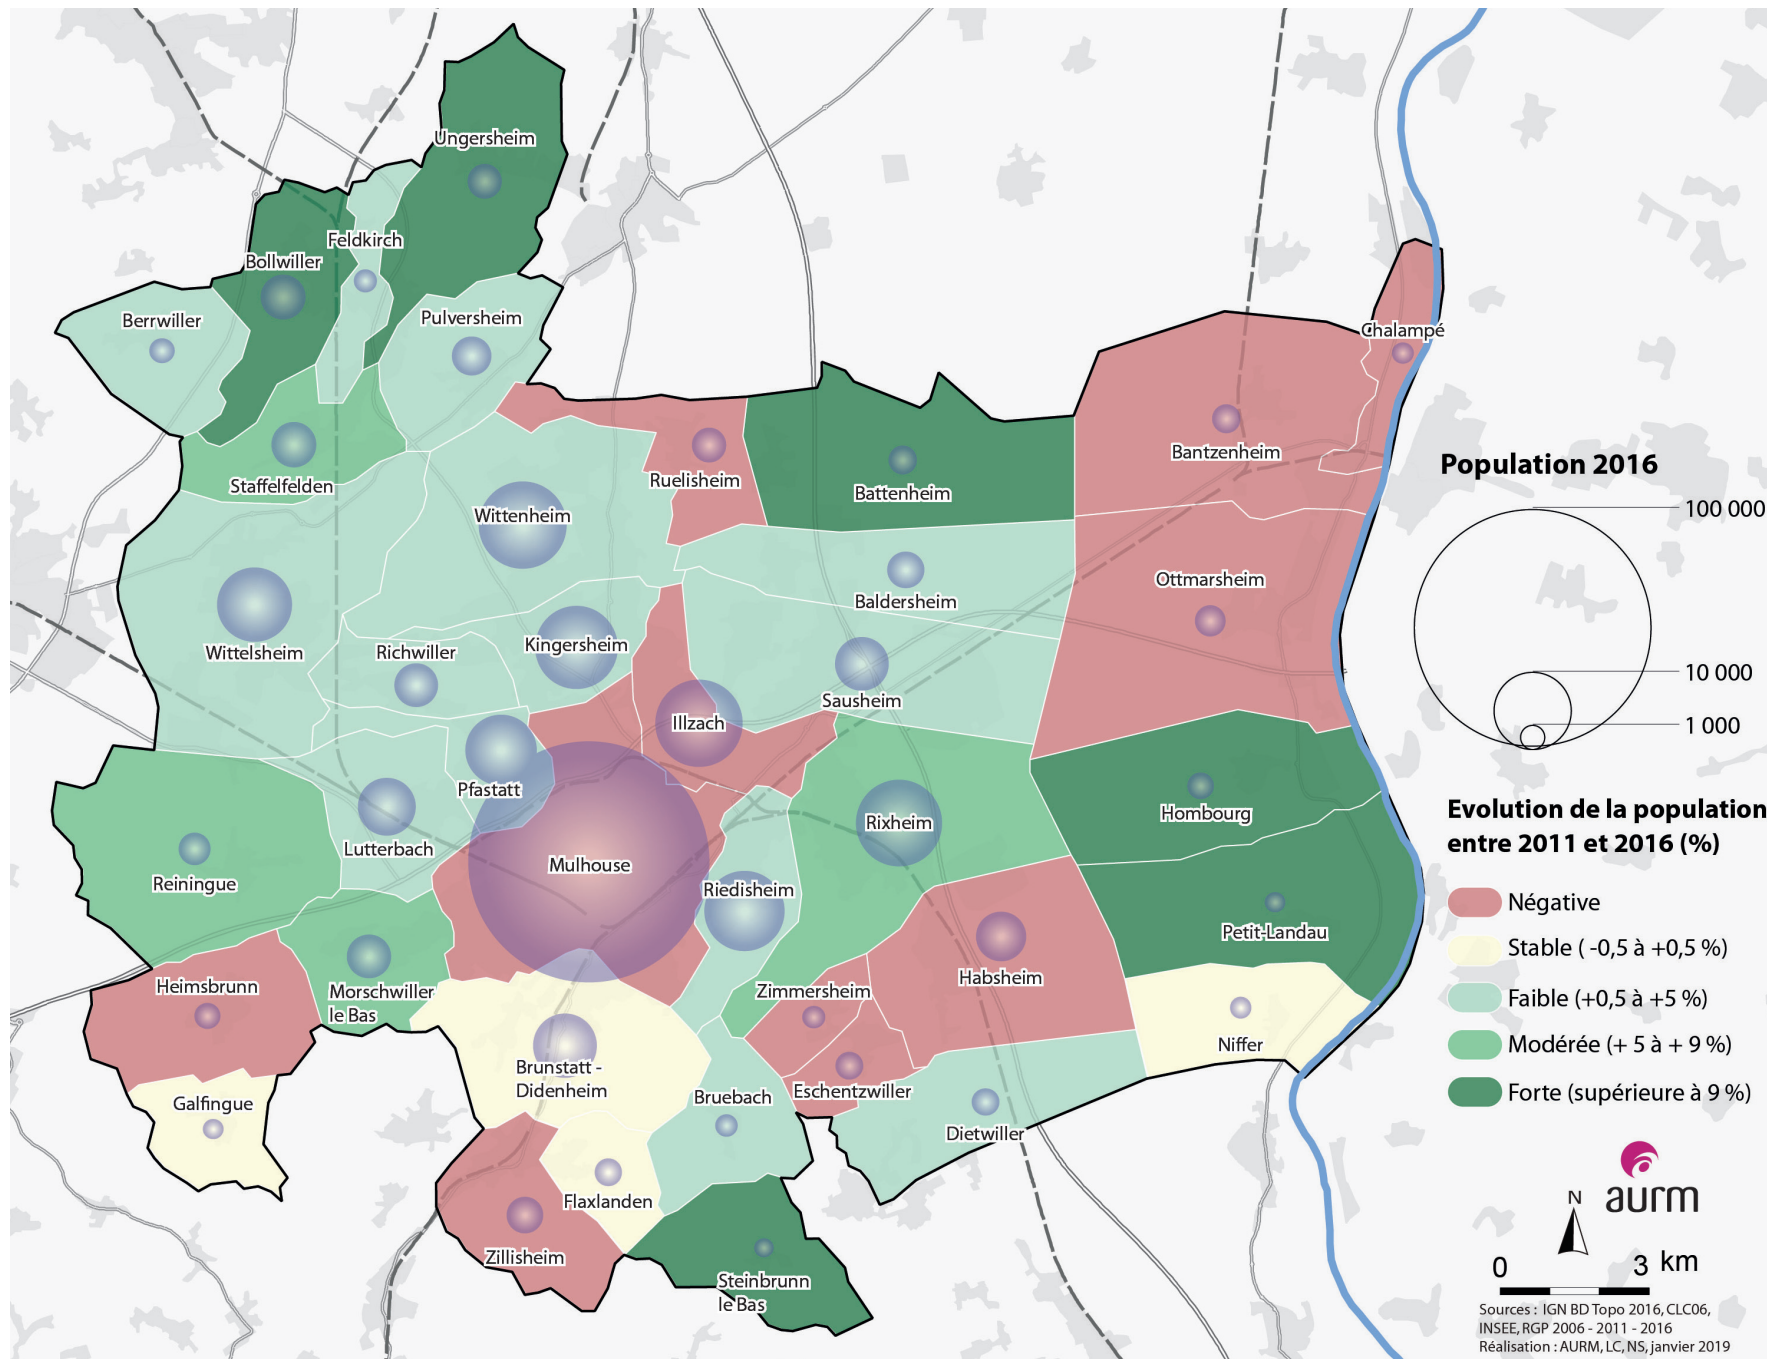 Ungersheim
Feldkirch
Bollwiller
Berrwiller
Pulversheim
Chalampé
Staffelfelden
Ruelisheim
Battenheim
Bantzenheim
Wittenheim
Ottmarsheim
Baldersheim
Wittelsheim
Richwiller
Kingersheim
Sausheim
Illzach
Pfastatt
Lutterbach
Rixheim
Hombourg
Reiningue
Mulhouse
Riedisheim
Petit-Landau
Heimsbrunn
Morschwiller
le Bas
Zimmersheim
Habsheim
Niffer
Brunstatt -
Didenheim
Galfingue
Bruebach
Eschentzwiller
Dietwiller
Flaxlanden
Zillisheim
Steinbrunn
le Bas
Population 2016
100 000
10 000
1 000
Evolution de la population
entre 2011 et 2016 (%)
Négative
Stable ( -0,5 à +0,5 %)
Faible (+0,5 à +5 %)
Modérée (+ 5 à + 9 %)
Forte (supérieure à 9 %)
aurm
N
0 3 km
Sources : IGN BD Topo 2016, CLC06,
INSEE, RGP 2006 - 2011 - 2016
Réalisation : AURM, LC, NS, janvier 2019